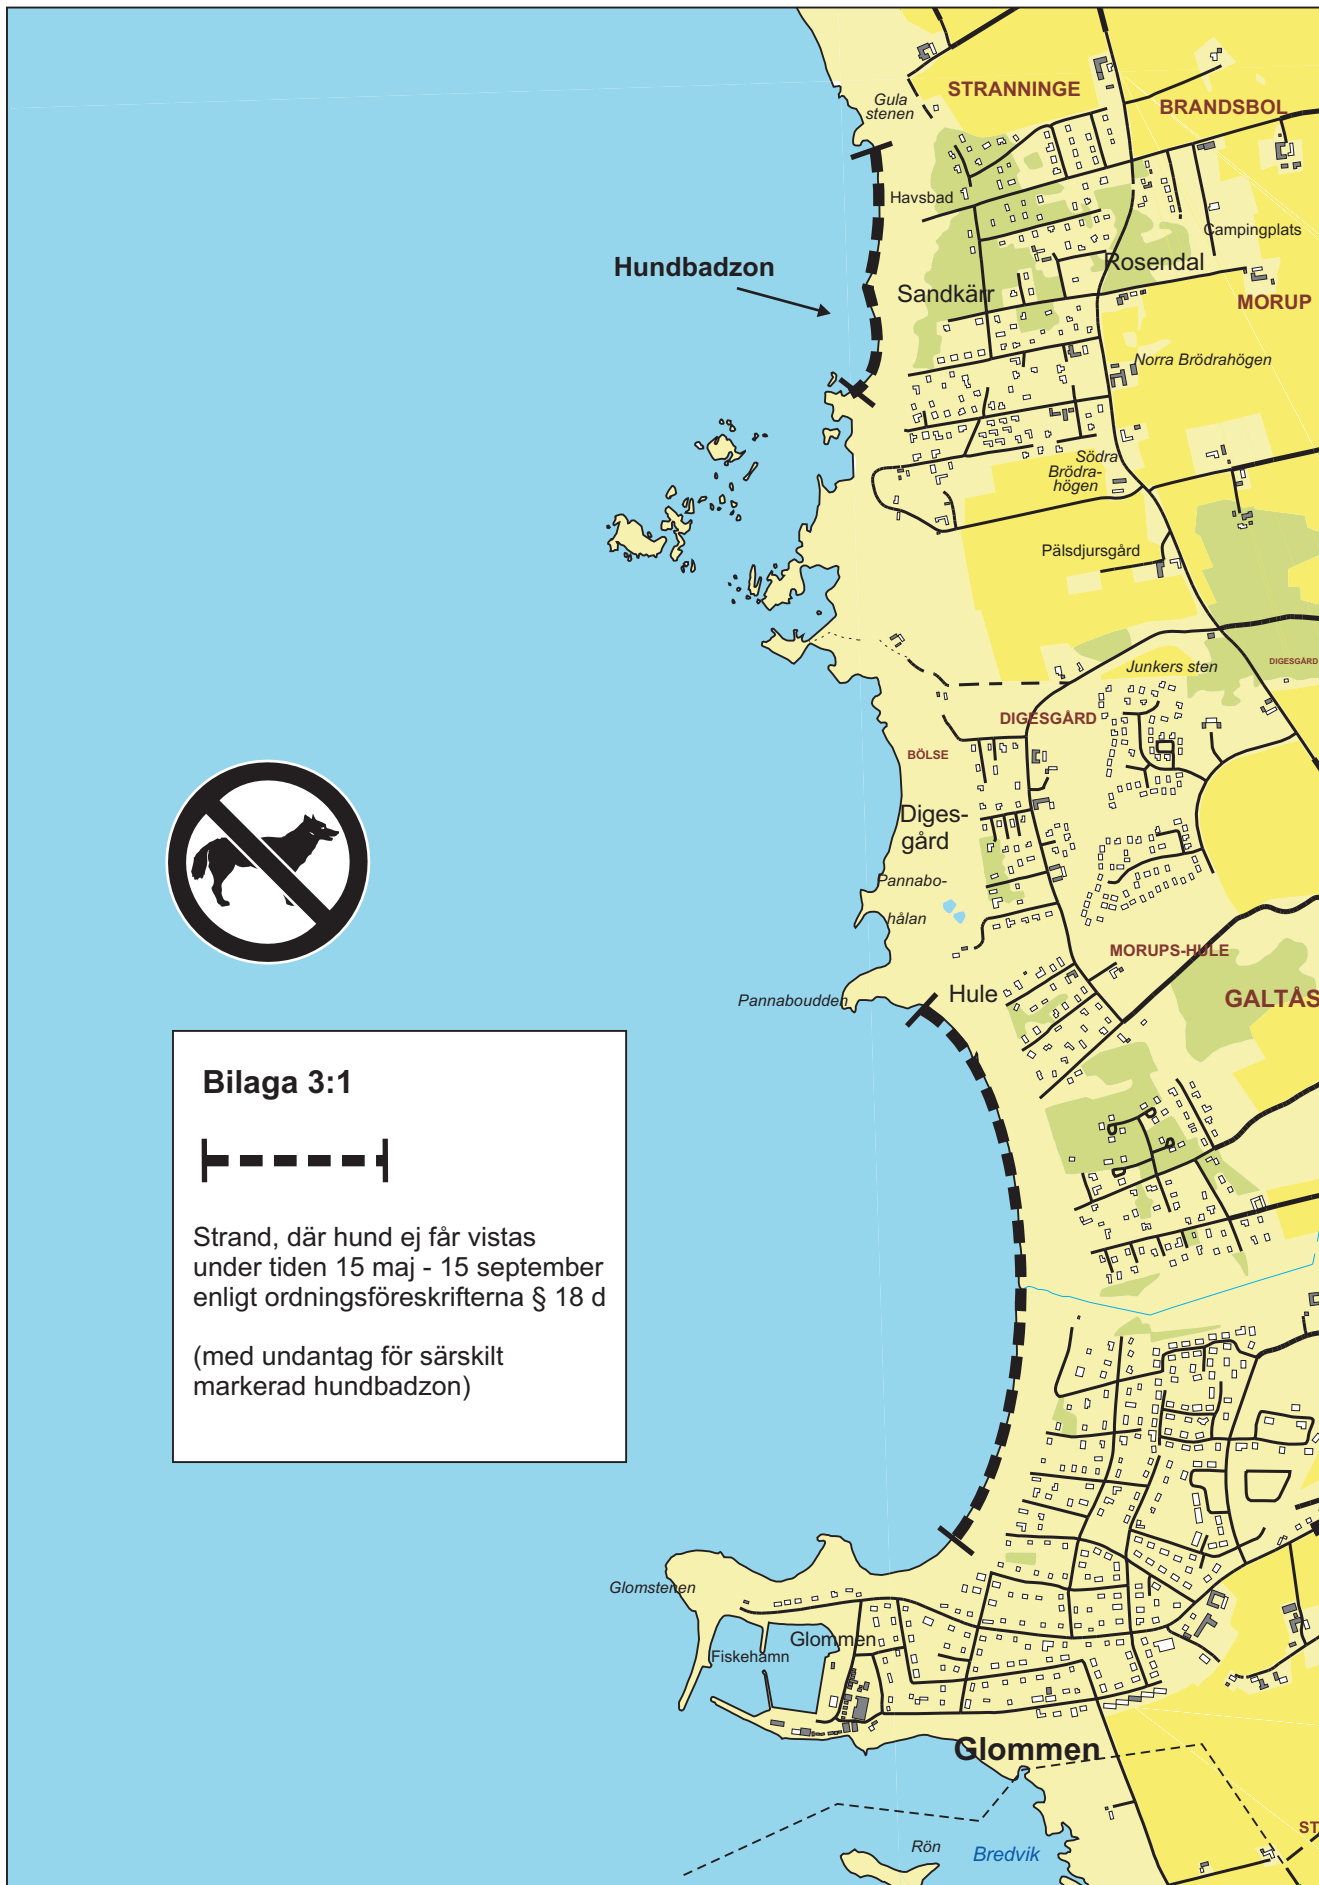 STRANNINGE
Gula
stenen
BRANDSBOL
Havsbad
Campingplats
Hundbadzon
Rosendal
Sandkärr
MORUP
Norra Brödrahögen
Södra
Brödra-
högen
Pälsdjursgård
Junkers sten
DIGESGÅRD
DIGESGÅRD
BÖLSE
Diges-
gård
Pannabo-
hålan
MORUPS-HULE
Pannaboudden
Hule
GALTÅS
Bilaga 3:1
Strand, där hund ej får vistas
under tiden 15 maj - 15 september
enligt ordningsföreskrifterna § 18 d
(med undantag för särskilt
markerad hundbadzon)
Glomstenen
Glommen
Fiskehamn
Glommen
ST
Rön
Bredvik